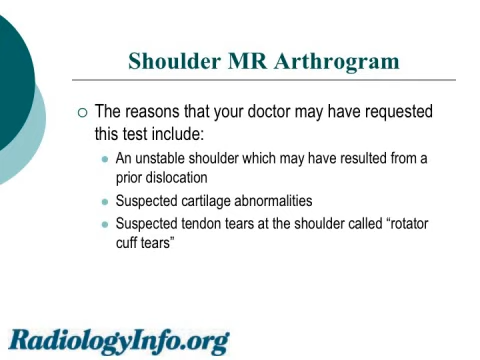 Shoulder MR Arthrogram
The reasons that your doctor may have requested
this test include:
An unstable shoulder which may have resulted from a
prior dislocation
Suspected cartilage abnormalities
Suspected tendon tears at the shoulder called “rotator
cuff tears”
RadiologyInfo.org